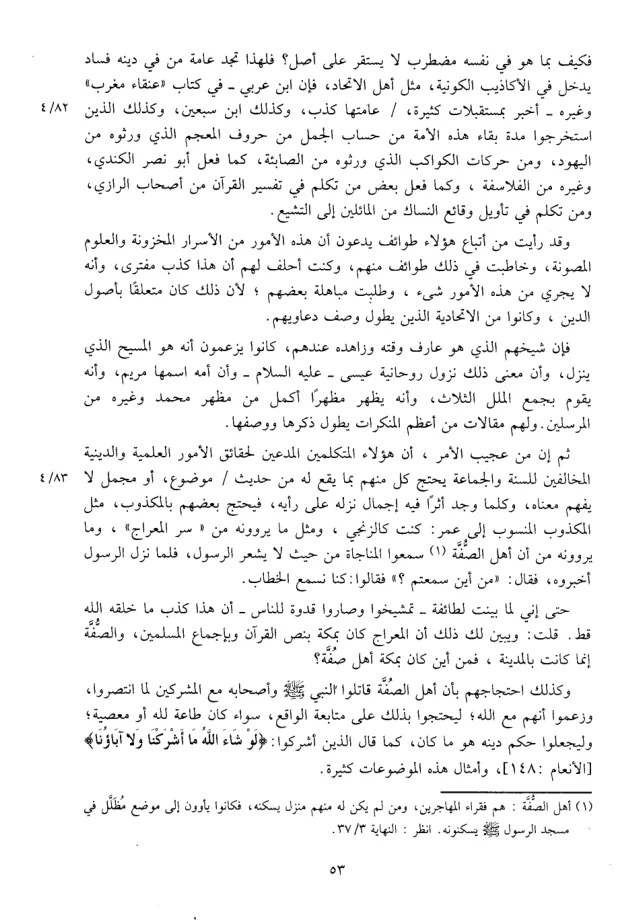 فكيف بما هو في نفسه مضطرب لا يستقر على أصل؟ فلهذا تجد عامة من في دينه فساد
يدخل في الأكاذيب الكونية، مثل أهل الاتحاد، فإن ابن عربي ـ في كتاب «عنقاء مغرب»
وغيره ـ أخبر بمستقبلات كثيرة، / عامتها كذب، وكذلك ابن سبعين، وكذلك الذين ٤/٨٢
استخرجوا مدة بقاء هذه الأمة من حساب الجمل من حروف المعجم الذي ورثوه من
اليهود، ومن حركات الكواكب الذي ورثوه من الصابئة، كما فعل أبو نصر الكندي،
وغيره من الفلاسفة ، وكما فعل بعض من تكلم في تفسير القرآن من أصحاب الرازي،
ومن تكلم في تأويل وقائع النساك من المائلين إلى التشيع.
وقد رأيت من أتباع هؤلاء طوائف يدعون أن هذه الأمور من الأسرار المخزونة والعلوم
المصونة، وخاطبت في ذلك طوائف منهم، وكنت أحلف لهم أن هذا كذب مفترى، وأنه
لا يجري من هذه الأمور شىء ، وطلبت مباهلة بعضهم ؛ لأن ذلك كان متعلقًا بأصول
الدين ، وكانوا من الاتحادية الذين يطول وصف دعاويهم.
فإن شيخهم الذي هو عارف وقته وزاهده عندهم، كانوا يزعمون أنه هو المسيح الذي
ينزل، وأن معنى ذلك نزول روحانية عيسى ـ عليه السلام ـ وأن أمه اسمها مريم، وأنه
يقوم بجمع الملل الثلاث، وأنه يظهر مظهرًا أكمل من مظهر محمد وغيره من
المرسلين. ولهم مقالات من أعظم المنكرات يطول ذكرها ووصفها.
ثم إن من عجيب الأمر ، أن هؤلاء المتكلمين المدعين لحقائق الأمور العلمية والدينية
المخالفين للسنة والجماعة يحتج كل منهم بما يقع له من حديث / موضوع، أو مجمل لا ٤/٨٣
يفهم معناه، وكلما وجد أثرًا فيه إجمال نزله على رأيه، فيحتج بعضهم بالمكذوب، مثل
المكذوب المنسوب إلى عمر: كنت كالزنجي ، ومثل ما يروونه من « سر المعراج» ، وما
يروونه من أن أهل الصُّفَّة (١) سمعوا المناجاة من حيث لا يشعر الرسول، فلما نزل الرسول
أخبروه، فقال: «من أين سمعتم ؟» فقالوا: كنا نسمع الخطاب.
حتى إني لما بينت لطائفة ـ تمشيخوا وصاروا قدوة للناس ـ أن هذا كذب ما خلقه الله
قط. قلت: ويبين لك ذلك أن المعراج كان بمكة بنص القرآن وبإجماع المسلمين، والصُّفَّة
إنما كانت بالمدينة ، فمن أين كان بمكة أهل صُفَّة؟
وكذلك احتجاجهم بأن أهل الصُّفَّة قاتلوا النبي ﷺ وأصحابه مع المشركين لما انتصروا،
وزعموا أنهم مع الله؛ ليحتجوا بذلك على متابعة الواقع، سواء كان طاعة لله أو معصية؛
وليجعلوا حكم دينه هو ما كان، كما قال الذين أشركوا: ﴿لَوْ شَاءَ اللَّهُ مَا أَشْرَكْنَا وَلا آبَاؤُنَا﴾
[الأنعام :١٤٨]، وأمثال هذه الموضوعات كثيرة.
(١) أهل الصُّفَّة : هم فقراء المهاجرين، ومن لم يكن له منهم منزل يسكنه، فكانوا يأوون إلى موضع مُظَلَّل في
مسجد الرسول ﷺ يسكنونه. انظر : النهاية ٣/ ٣٧.
٥٣